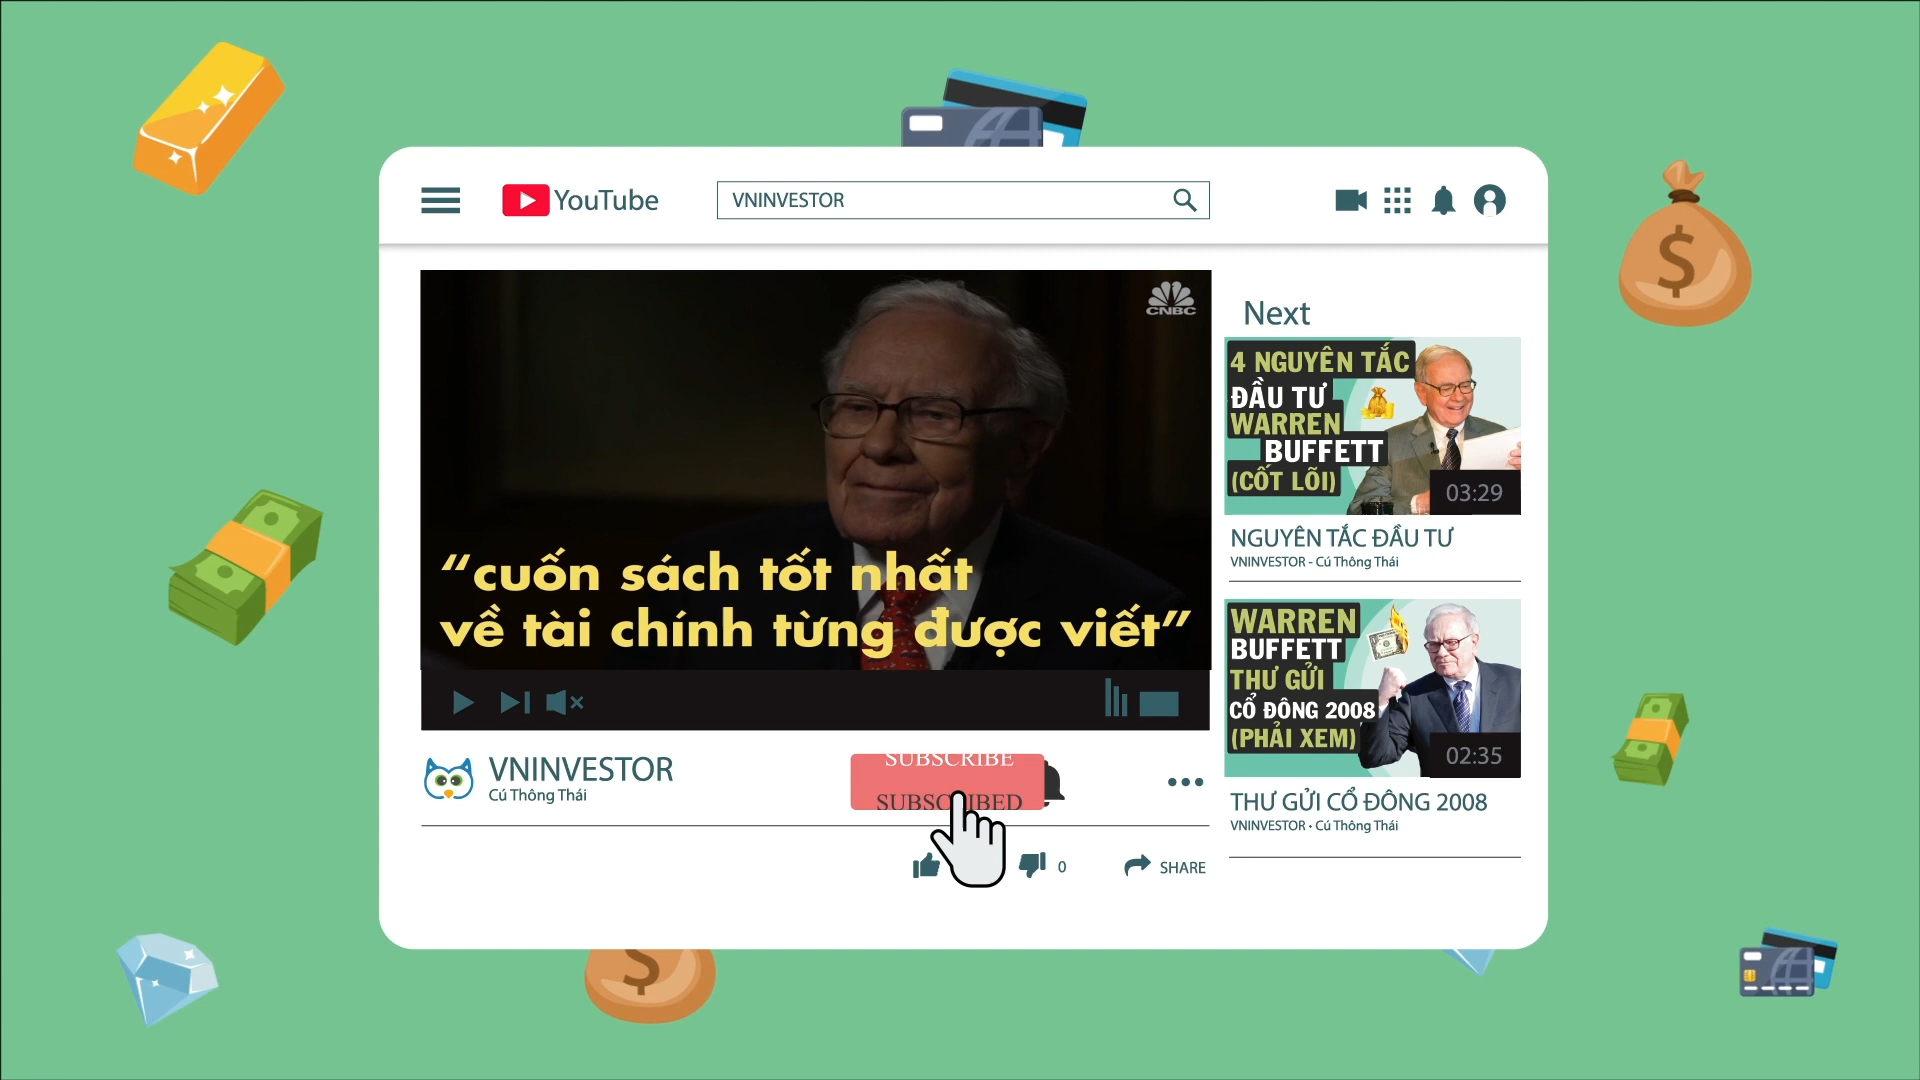 YouTube
VNINVESTOR
CNBC
“cuốn sách tốt nhất
về tài chính từng được viết”
VNINVESTOR
Cú Thông Thái
SUBSCRIBE
SUBSCRIBED
0
SHARE
Next
4 NGUYÊN TẮC
ĐẦU TƯ
WARREN
BUFFETT
(CỐT LÕI)
03:29
NGUYÊN TẮC ĐẦU TƯ
VNINVESTOR - Cú Thông Thái
WARREN
BUFFETT
THƯ GỬI
CỔ ĐÔNG 2008
(PHẢI XEM)
02:35
THƯ GỬI CỔ ĐÔNG 2008
VNINVESTOR • Cú Thông Thái
$
$